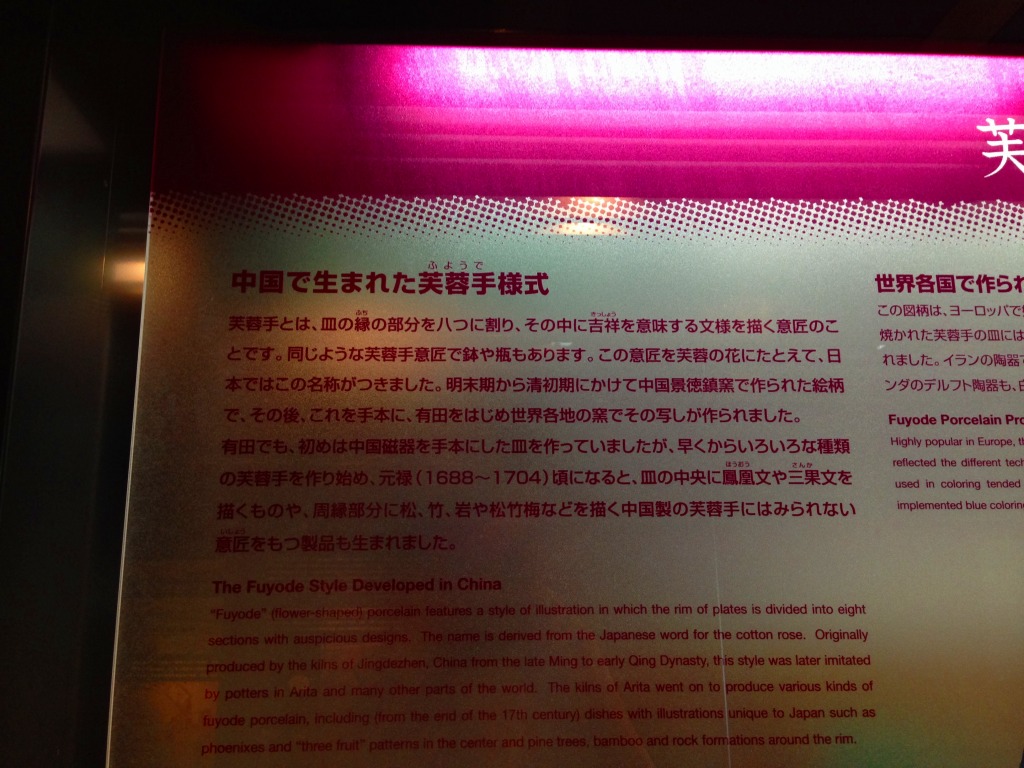 芙
中国で生まれた芙蓉手様式
芙蓉手とは、皿の縁の部分を八つに割り、その中に吉祥を意味する文様を描く意匠のこ
とです。同じような芙蓉手意匠で鉢や瓶もあります。この意匠を芙蓉の花にたとえて、日
本ではこの名称がつきました。明末期から清初期にかけて中国景徳鎮窯で作られた絵柄
で、その後、これを手本に、有田をはじめ世界各地の窯でその写しが作られました。
有田でも、初めは中国磁器を手本にした皿を作っていましたが、早くからいろいろな種類
の芙蓉手を作り始め、元禄（1688〜1704）頃になると、皿の中央に鳳凰文や三果文を
描くものや、周縁部分に松、竹、岩や松竹梅などを描く中国製の芙蓉手にはみられない
意匠をもつ製品も生まれました。
The Fuyode Style Developed in China
"Fuyode" (flower-shaped) porcelain features a style of illustration in which the rim of plates is divided into eight
sections with auspicious designs. The name is derived from the Japanese word for the cotton rose. Originally
produced by the kilns of Jingdezhen, China from the late Ming to early Qing Dynasty, this style was later imitated
by potters in Arita and many other parts of the world. The kilns of Arita went on to produce various kinds of
fuyode porcelain, including (from the end of the 17th century) dishes with illustrations unique to Japan such as
phoenixes and "three fruit" patterns in the center and pine trees, bamboo and rock formations around the rim.
世界各国で作ら
この図柄は、ヨーロッパで
焼かれた芙蓉手の皿には
れました。イランの陶器
ンダのデルフト陶器も、
Fuyode Porcelain
Highly popular in Europe,
reflected the different
used in coloring tended
implemented blue